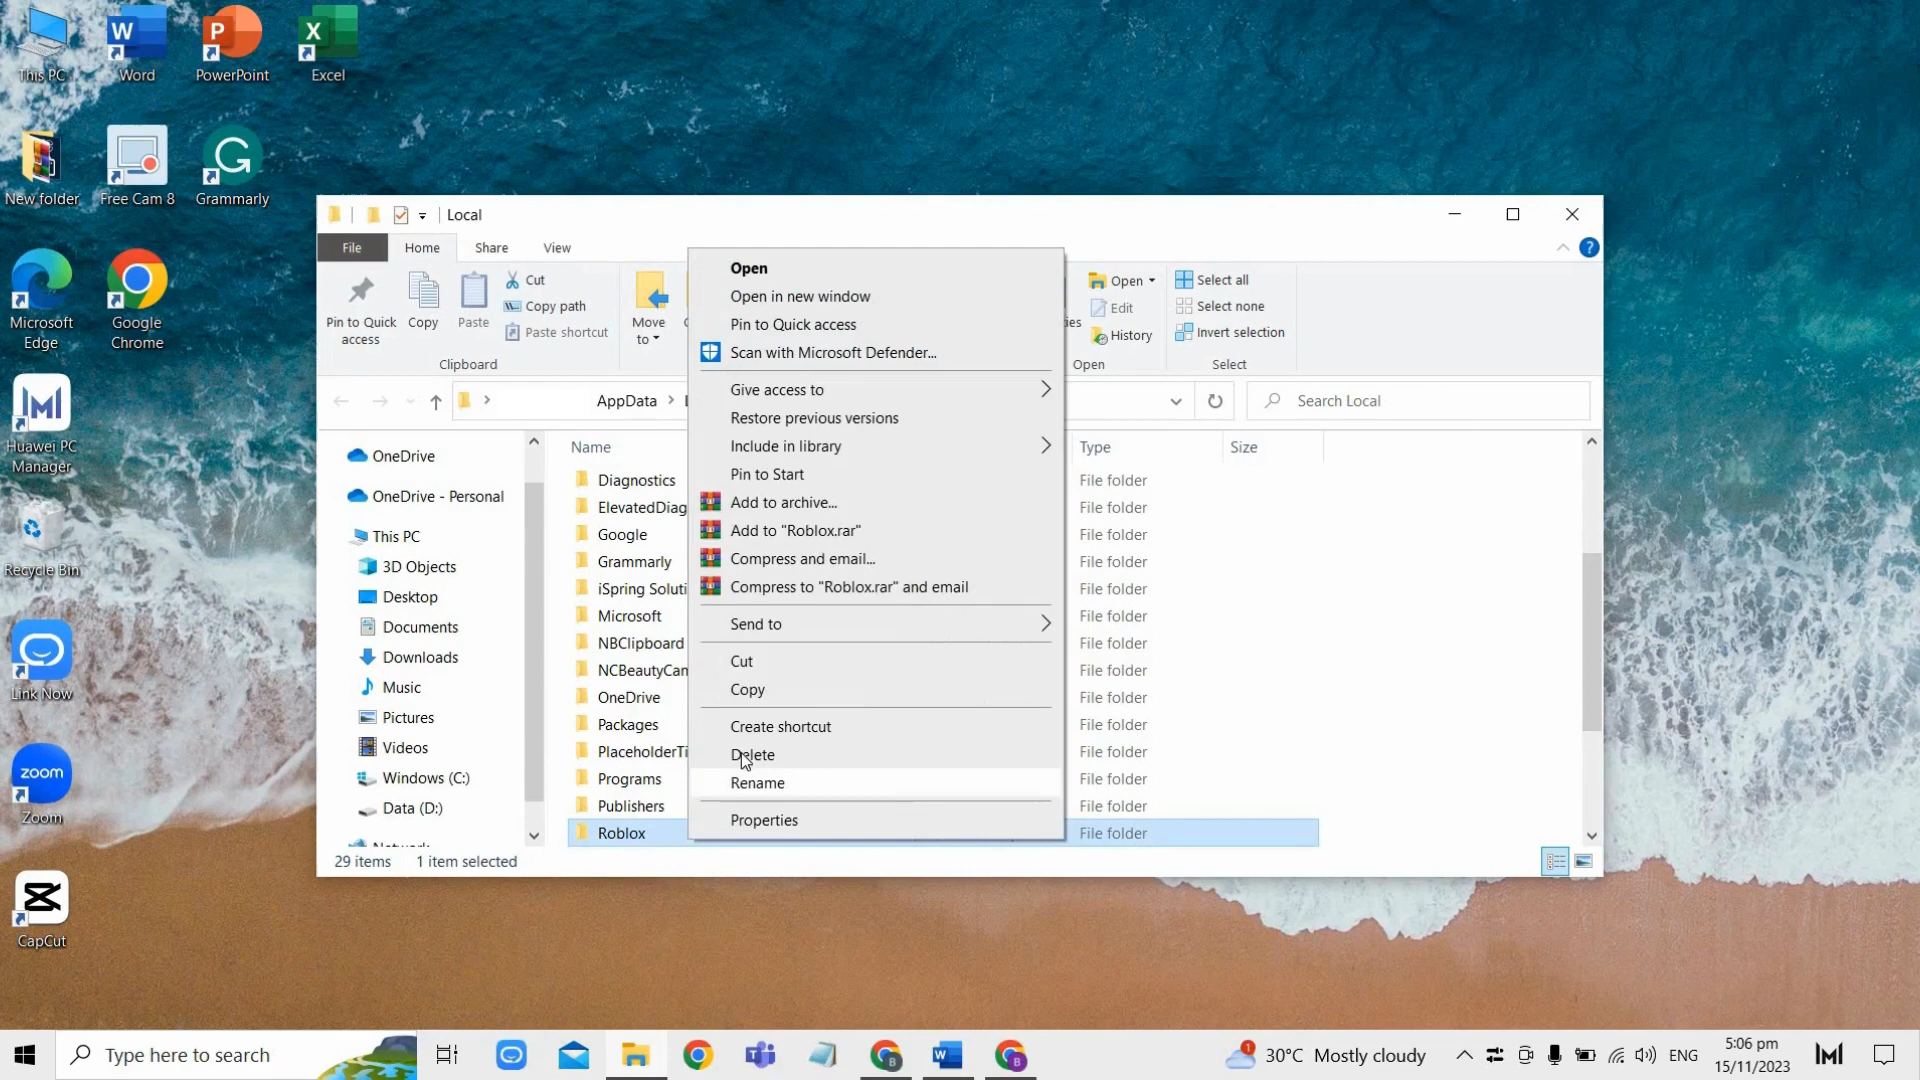 This PC
Word
PowerPoint
Excel
New folder
Free Cam 8
Grammarly
Microsoft
Edge
Google
Chrome
Huawei PC
Manager
Recycle Bin
Link Now
zoom
Zoom
CapCut
Local
File
Home
Share
View
Pin to Quick
access
Copy
Paste
Cut
Copy path
Paste shortcut
Clipboard
Move
to
Open
Edit
History
Open
Select all
Select none
Invert selection
Select
AppData
Search Local
OneDrive
OneDrive - Personal
This PC
3D Objects
Desktop
Documents
Downloads
Music
Pictures
Videos
Windows (C:)
Data (D:)
Name
Type
Size
Diagnostics
File folder
ElevatedDiag
File folder
Google
File folder
Grammarly
File folder
iSpring Soluti
File folder
Microsoft
File folder
NBClipboard
File folder
NCBeautyCan
File folder
OneDrive
File folder
Packages
File folder
PlaceholderTi
File folder
Programs
File folder
Publishers
File folder
Roblox
File folder
Open
Open in new window
Pin to Quick access
Scan with Microsoft Defender...
Give access to
Restore previous versions
Include in library
Pin to Start
Add to archive...
Add to "Roblox.rar"
Compress and email...
Compress to "Roblox.rar" and email
Send to
Cut
Copy
Create shortcut
Delete
Rename
Properties
29 items
1 item selected
Type here to search
30°C Mostly cloudy
ENG
5:06 pm
15/11/2023